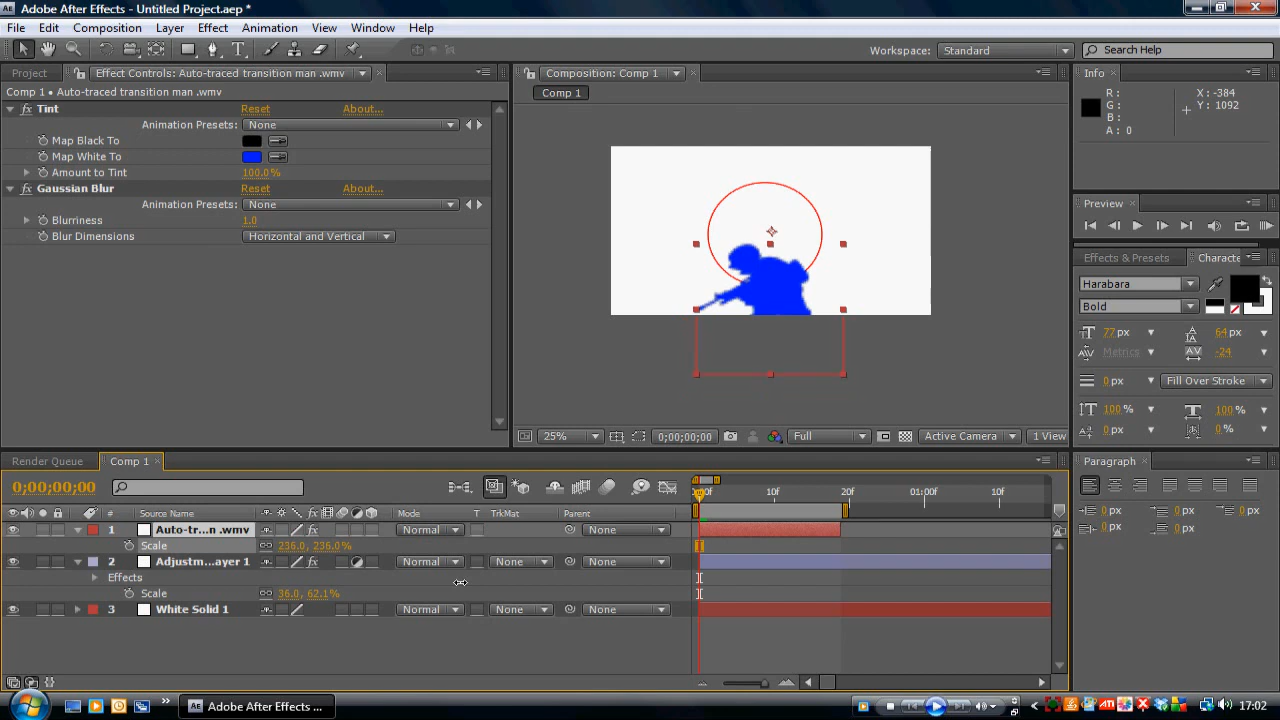 Adobe After Effects - Untitled Project.aep *
File Edit Composition Layer Effect Animation View Window Help
Workspace: Standard Search Help
Project Effect Controls: Auto-traced transition man .wmv
Comp 1 • Auto-traced transition man .wmv
fx Tint Reset About...
Animation Presets: None
Map Black To
Map White To
Amount to Tint 100.0%
fx Gaussian Blur Reset About...
Animation Presets: None
Blurriness 1.0
Blur Dimensions Horizontal and Vertical
Composition: Comp 1
Comp 1
25% 0;00;00;00 Full Active Camera 1 View
Info
R: X: -384
G: Y: 1092
B:
A: 0
Preview
Effects & Presets Characte
Harabara
Bold
77 px 64 px
Metrics -24
0 px Fill Over Stroke
100 % 100 %
0 px 0 %
Paragraph
0 px 0 px 0 px
0 px 0 px
Render Queue Comp 1
0;00;00;00
# Source Name Mode T TrkMat Parent
1 Auto-tr...n .wmv fx Normal None
Scale 236.0, 236.0%
2 Adjustm...ayer 1 fx Normal None None
Effects
Scale 36.0, 62.1%
3 White Solid 1 Normal None None
10f 20f 01:00f 10f
Adobe After Effects ...
17:02